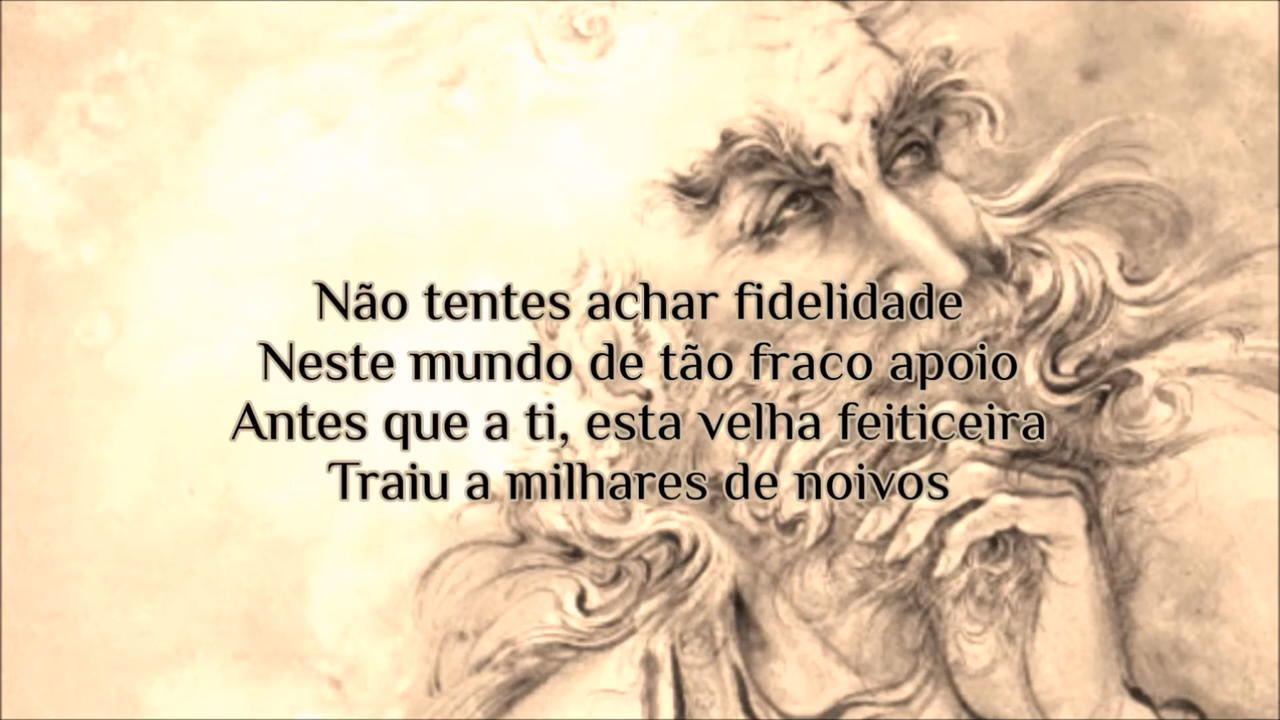 Não tentes achar fidelidade
Neste mundo de tão fraco apoio
Antes que a ti, esta velha feiticeira
Traiu a milhares de noivos